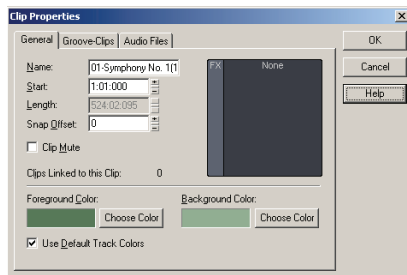 Clip Properties
General Groove-Clips Audio Files
OK
Cancel
Help
Name: 01-Symphony No. 1(1
FX None
Start: 1:01:000
Length: 524:02:095
Snap Offset: 0
Clip Mute
Clips Linked to this Clip: 0
Foreground Color: Background Color:
Choose Color Choose Color
Use Default Track Colors